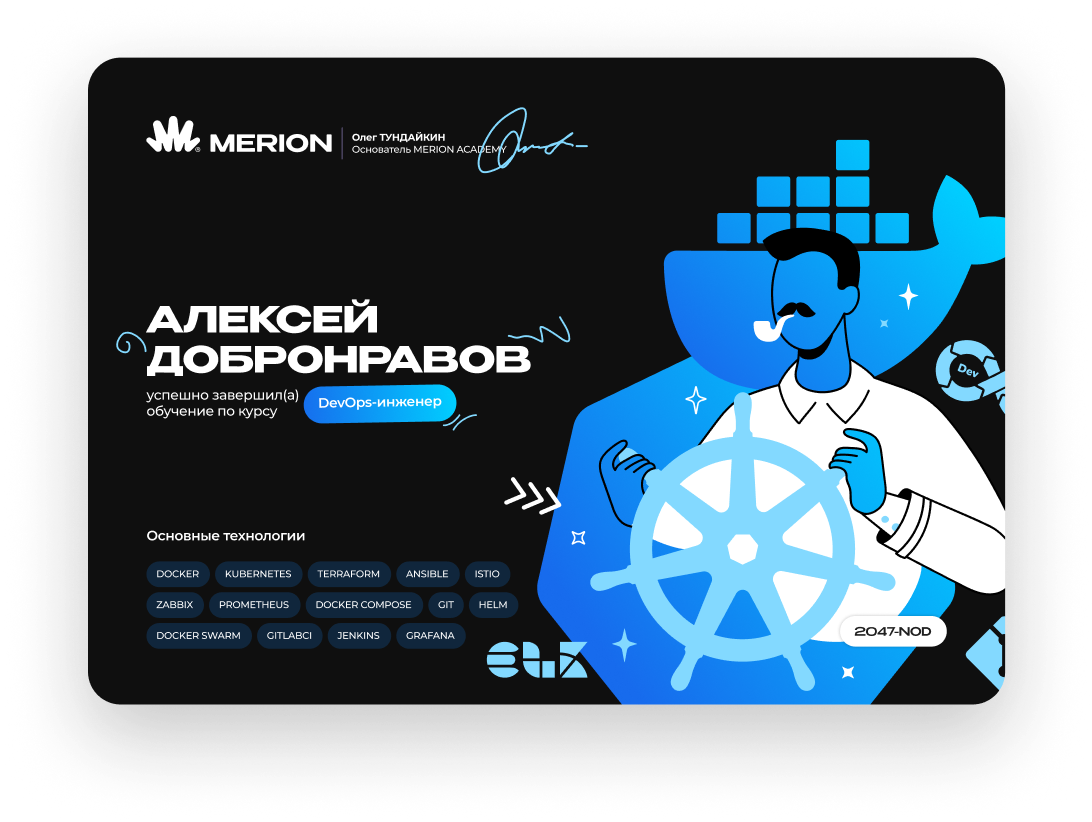 MERION
Олег ТУНДАЙКИН
Основатель MERION ACADEMY
АЛЕКСЕЙ
ДОБРОНРАВОВ
успешно завершил(а)
обучение по курсу
DevOps-инженер
Dev
Основные технологии
DOCKER KUBERNETES TERRAFORM ANSIBLE ISTIO
ZABBIX PROMETHEUS DOCKER COMPOSE GIT HELM
DOCKER SWARM GITLABCI JENKINS GRAFANA
2047-NOD
ELK